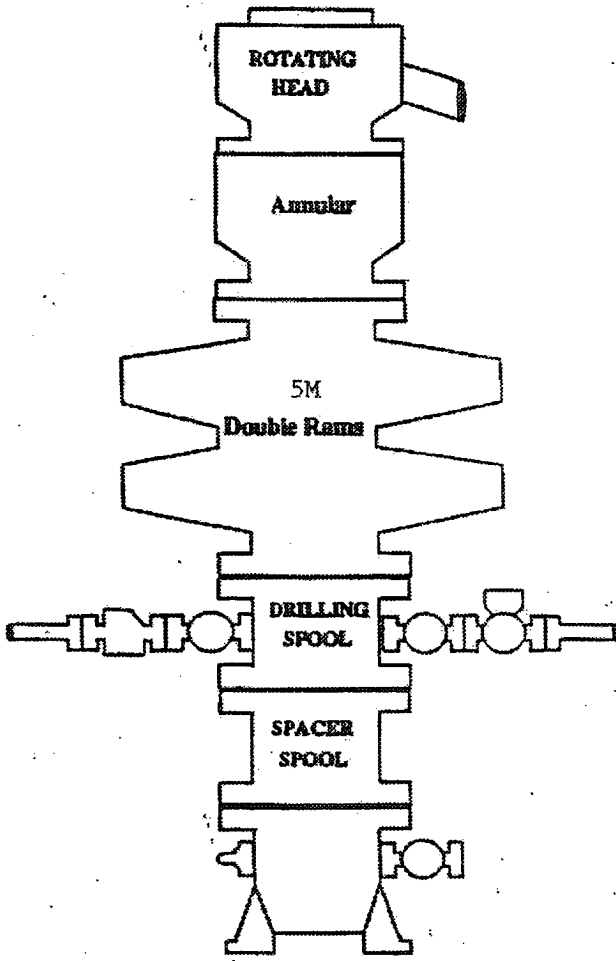 ROTATING
HEAD
Annular
5M
Double Rams
DRILLING
SPOOL
SPACER
SPOOL